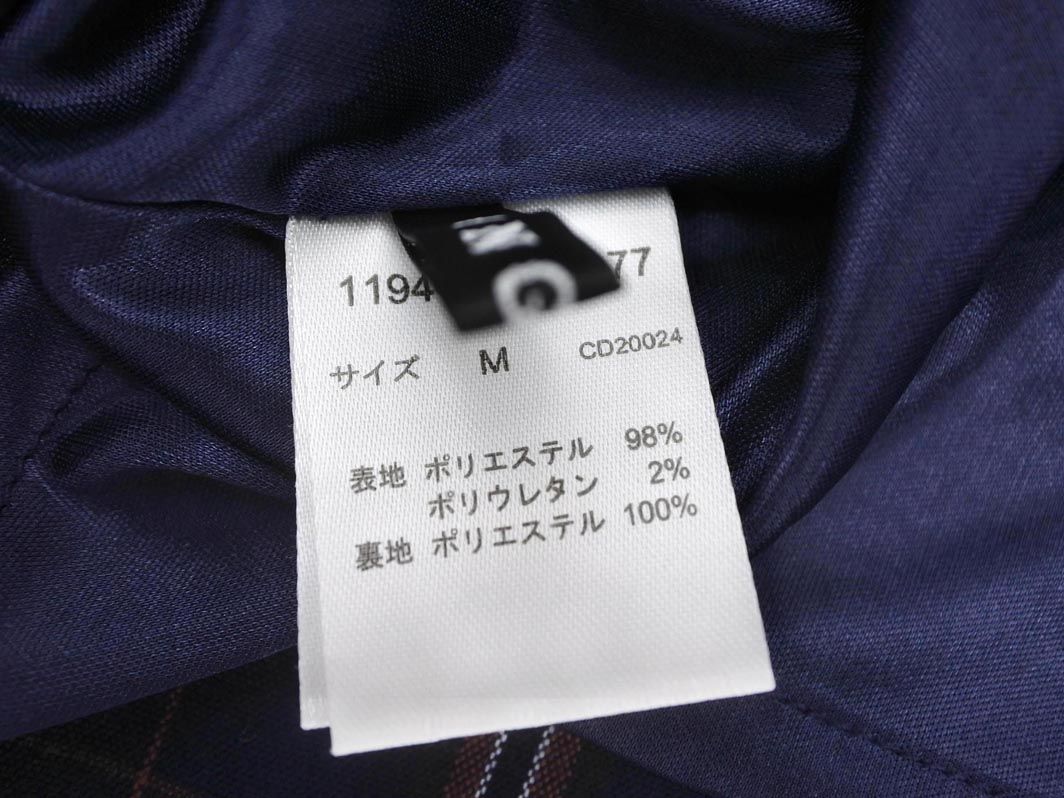 1194
77
サイズ M CD20024
表地 ポリエステル 98%
ポリウレタン 2%
裏地 ポリエステル 100%